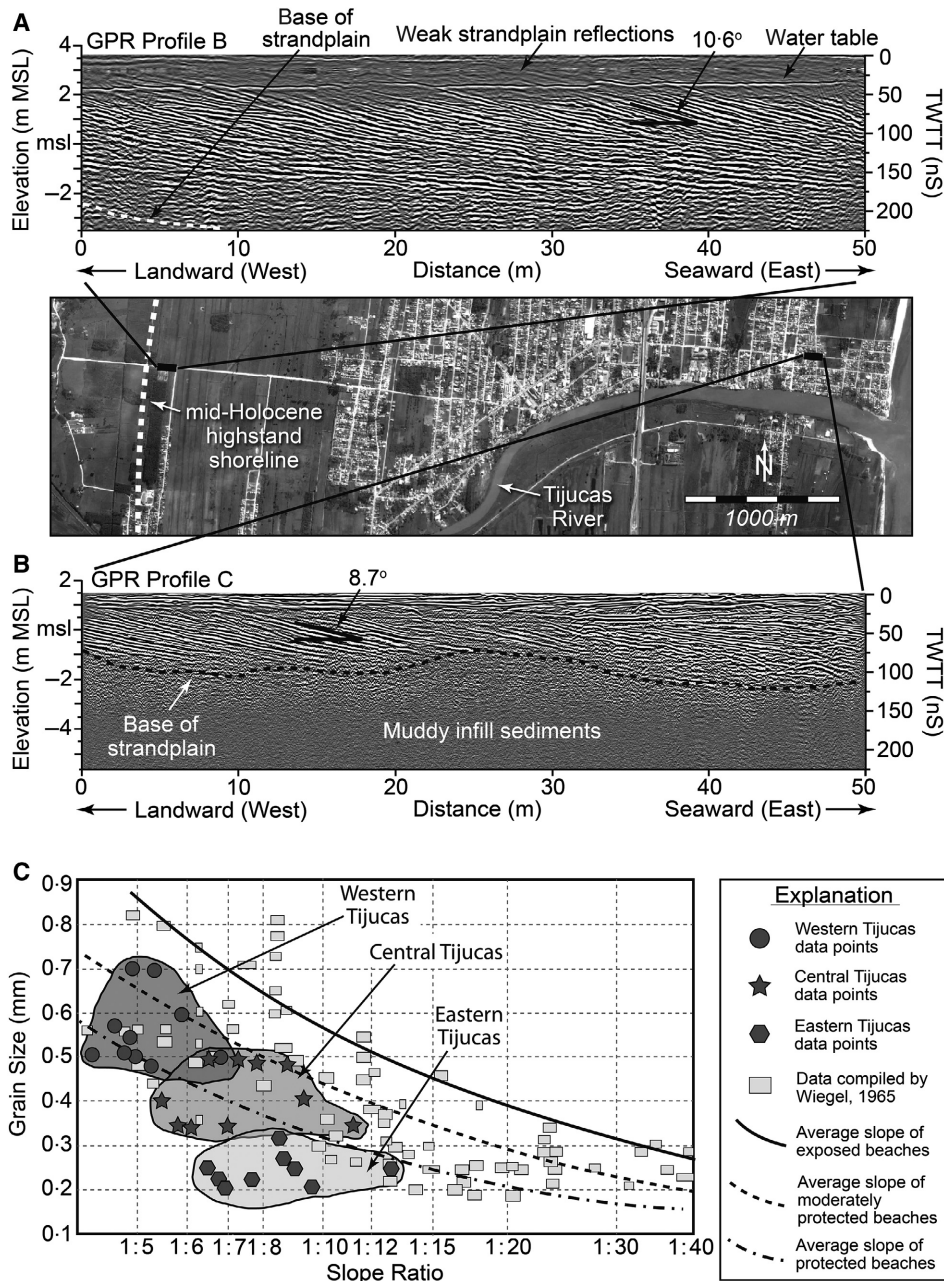 A
GPR Profile B
Base of
strandplain
Weak strandplain reflections
10·6°
Water table
Elevation (m MSL)
4
2
msl
–2
TWTT (nS)
0
50
100
150
200
0
10
20
30
40
50
Landward (West)
Distance (m)
Seaward (East)
mid-Holocene
highstand
shoreline
Tijucas
River
N
1000 m
B
GPR Profile C
8.7°
Elevation (m MSL)
2
msl
–2
–4
TWTT (nS)
0
50
100
150
200
Base of
strandplain
Muddy infill sediments
0
10
20
30
40
50
Landward (West)
Distance (m)
Seaward (East)
C
Grain Size (mm)
0·9
0·8
0·7
0·6
0·5
0·4
0·3
0·2
0·1
Western
Tijucas
Central Tijucas
Eastern
Tijucas
1:5
1:6
1:7
1:8
1:10
1:12
1:15
1:20
1:30
1:40
Slope Ratio
Explanation
Western Tijucas
data points
Central Tijucas
data points
Eastern Tijucas
data points
Data compiled by
Wiegel, 1965
Average slope of
exposed beaches
Average slope of
moderately
protected beaches
Average slope of
protected beaches